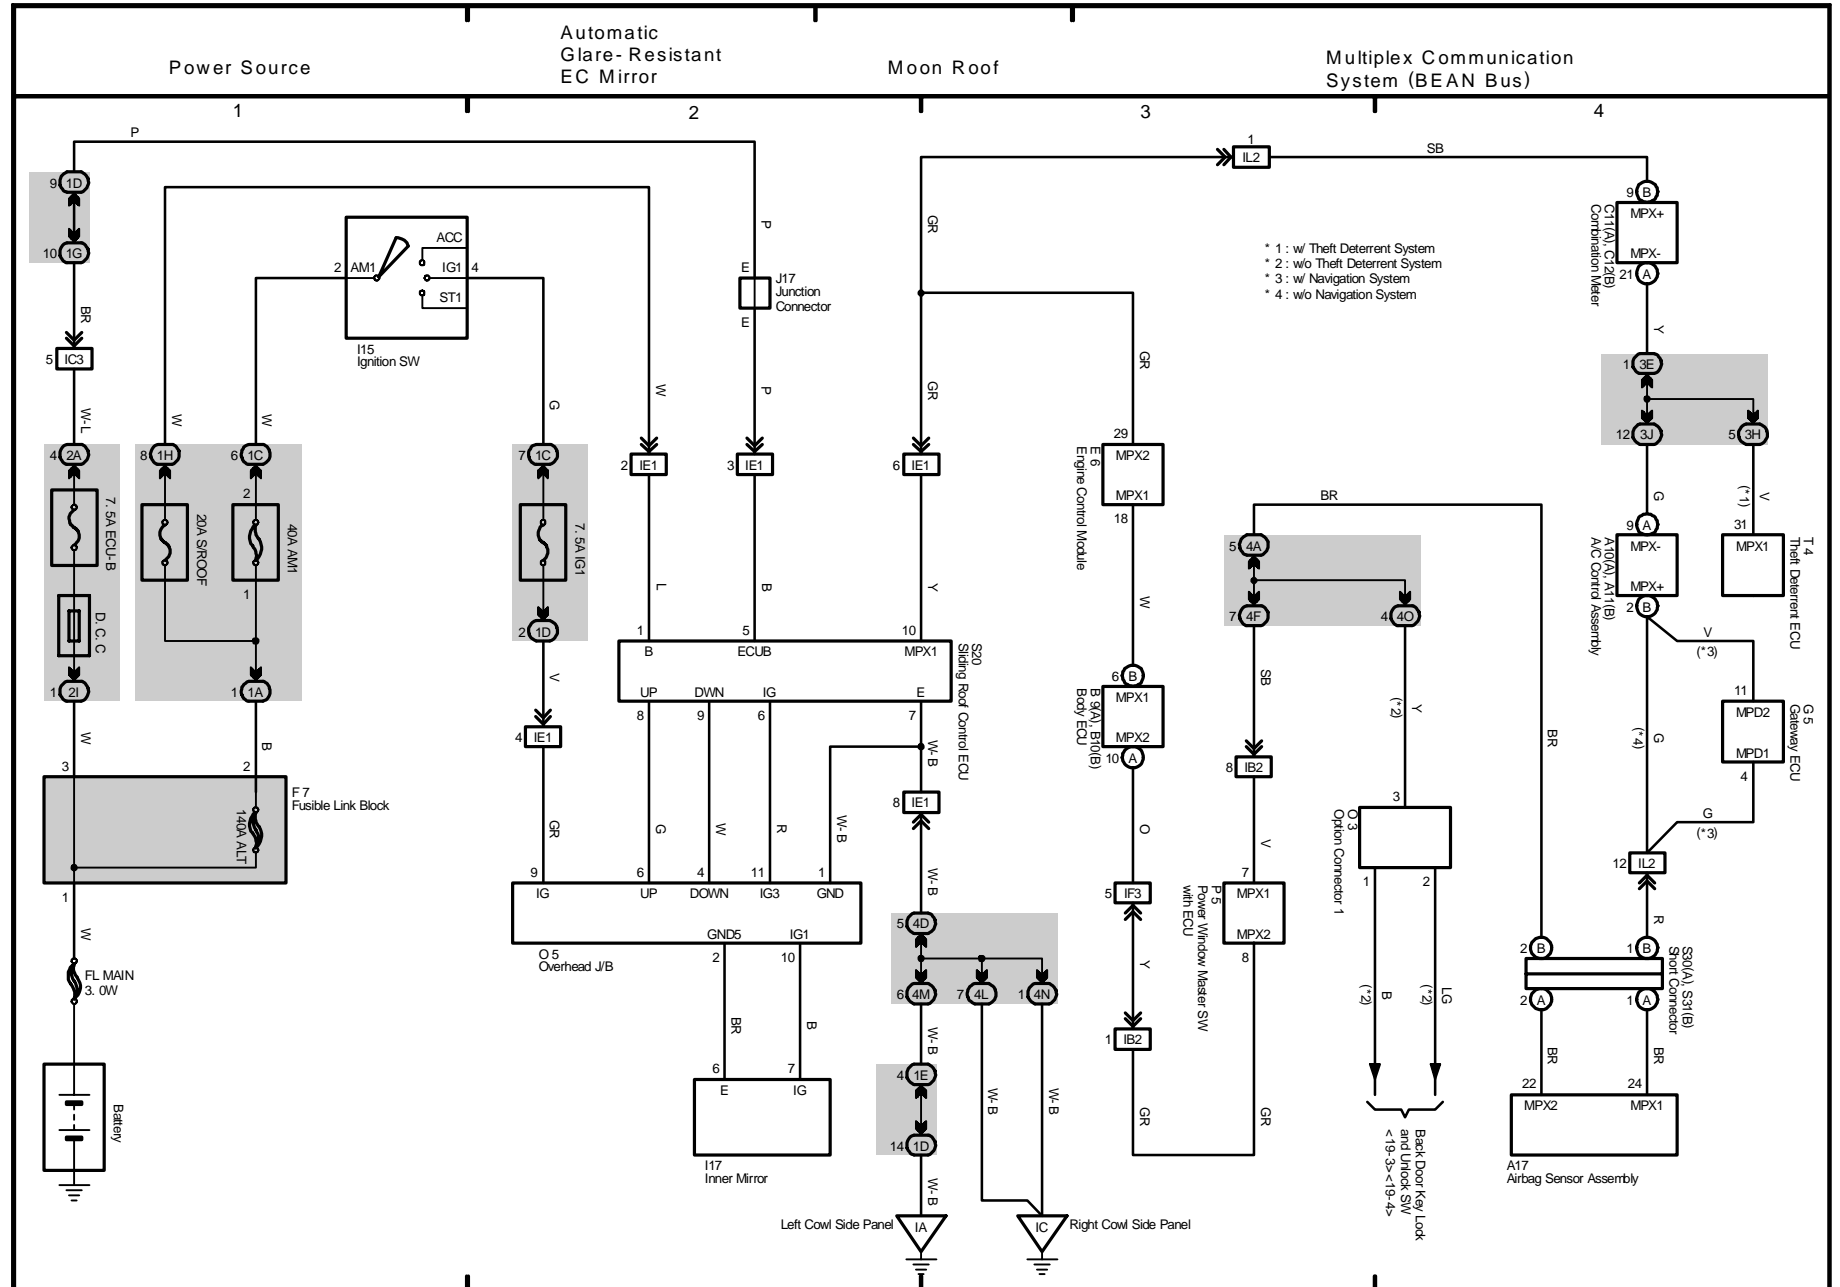 Power Source
Automatic
Glare- Resistant
EC Mirror
Moon Roof
Multiplex Communication
System (BEAN Bus)
1
2
3
4
P
9
1D
10
1G
BR
5
IC3
W- L
4
2A
7. 5A ECU- B
D. C. C
1
2I
W
3
8
1H
W
20A S/ROOF
6
1C
W
2
40A AM1
1
1
1A
B
2
F 7
Fusible Link Block
140A ALT
1
W
FL MAIN
3. 0W
Battery
2
AM1
ACC
IG1
4
ST1
I15
Ignition SW
G
7
1C
7. 5A IG1
2
1D
V
4
IE1
GR
W
2
IE1
L
P
E
J17
Junction
Connector
E
P
3
IE1
B
GR
GR
6
IE1
Y
1
B
5
ECUB
10
MPX1
UP
DWN
IG
E
8
9
6
7
S20
Sliding Roof Control ECU
G
W
R
W- B
W- B
8
IE1
9
IG
6
UP
4
DOWN
11
IG3
1
GND
GND5
IG1
2
10
O 5
Overhead J/B
BR
B
6
E
7
IG
I17
Inner Mirror
W- B
5
4D
6
4M
7
4L
1
4N
W- B
4
1E
14
1D
W- B
W- B
W- B
Left Cowl Side Panel
IA
IC
Right Cowl Side Panel
1
IL2
SB
* 1 : w/ Theft Deterrent System
* 2 : w/o Theft Deterrent System
* 3 : w/ Navigation System
* 4 : w/o Navigation System
GR
29
MPX2
MPX1
18
E 6
Engine Control Module
W
6
B
MPX1
MPX2
10
A
B 9(A), B10(B)
Body ECU
O
5
IF3
Y
1
IB2
GR
GR
BR
5
4A
7
4F
4
4O
SB
8
IB2
V
7
MPX1
MPX2
8
P 5
Power Window Master SW
with ECU
Y
(*2)
3
O 3
Option Connector 1
1
2
B
(*2)
LG
(*2)
Back Door Key Lock
and Unlock SW
<19-3><19-4>
9
B
MPX+
MPX-
21
A
C11(A), C12(B)
Combination Meter
Y
1
3E
12
3J
5
3H
G
V
(*1)
9
A
MPX-
MPX+
2
B
A10(A), A11(B)
A/C Control Assembly
31
MPX1
T 4
Theft Deterrent ECU
V
(*3)
11
MPD2
MPD1
4
G 5
Gateway ECU
G
(*4)
G
(*3)
12
IL2
R
BR
2
B
1
B
2
A
1
A
S30(A), S31(B)
Short Connector
BR
BR
22
24
MPX2
MPX1
A17
Airbag Sensor Assembly